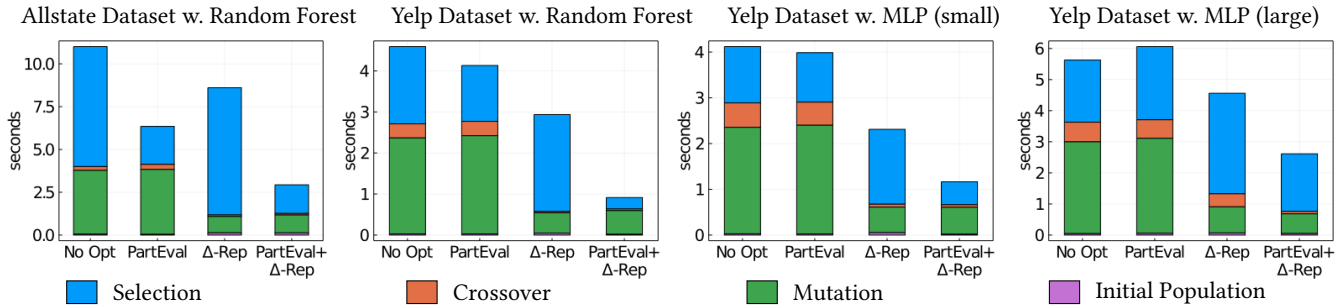 Allstate Dataset w. Random Forest
Yelp Dataset w. Random Forest
Yelp Dataset w. MLP (small)
Yelp Dataset w. MLP (large)
seconds
10.0
7.5
5.0
2.5
0.0
No Opt
PartEval
Δ-Rep
PartEval+
Δ-Rep
seconds
4
3
2
1
0
No Opt
PartEval
Δ-Rep
PartEval+
Δ-Rep
seconds
4
3
2
1
0
No Opt
PartEval
Δ-Rep
PartEval+
Δ-Rep
seconds
6
5
4
3
2
1
0
No Opt
PartEval
Δ-Rep
PartEval+
Δ-Rep
Selection
Crossover
Mutation
Initial Population